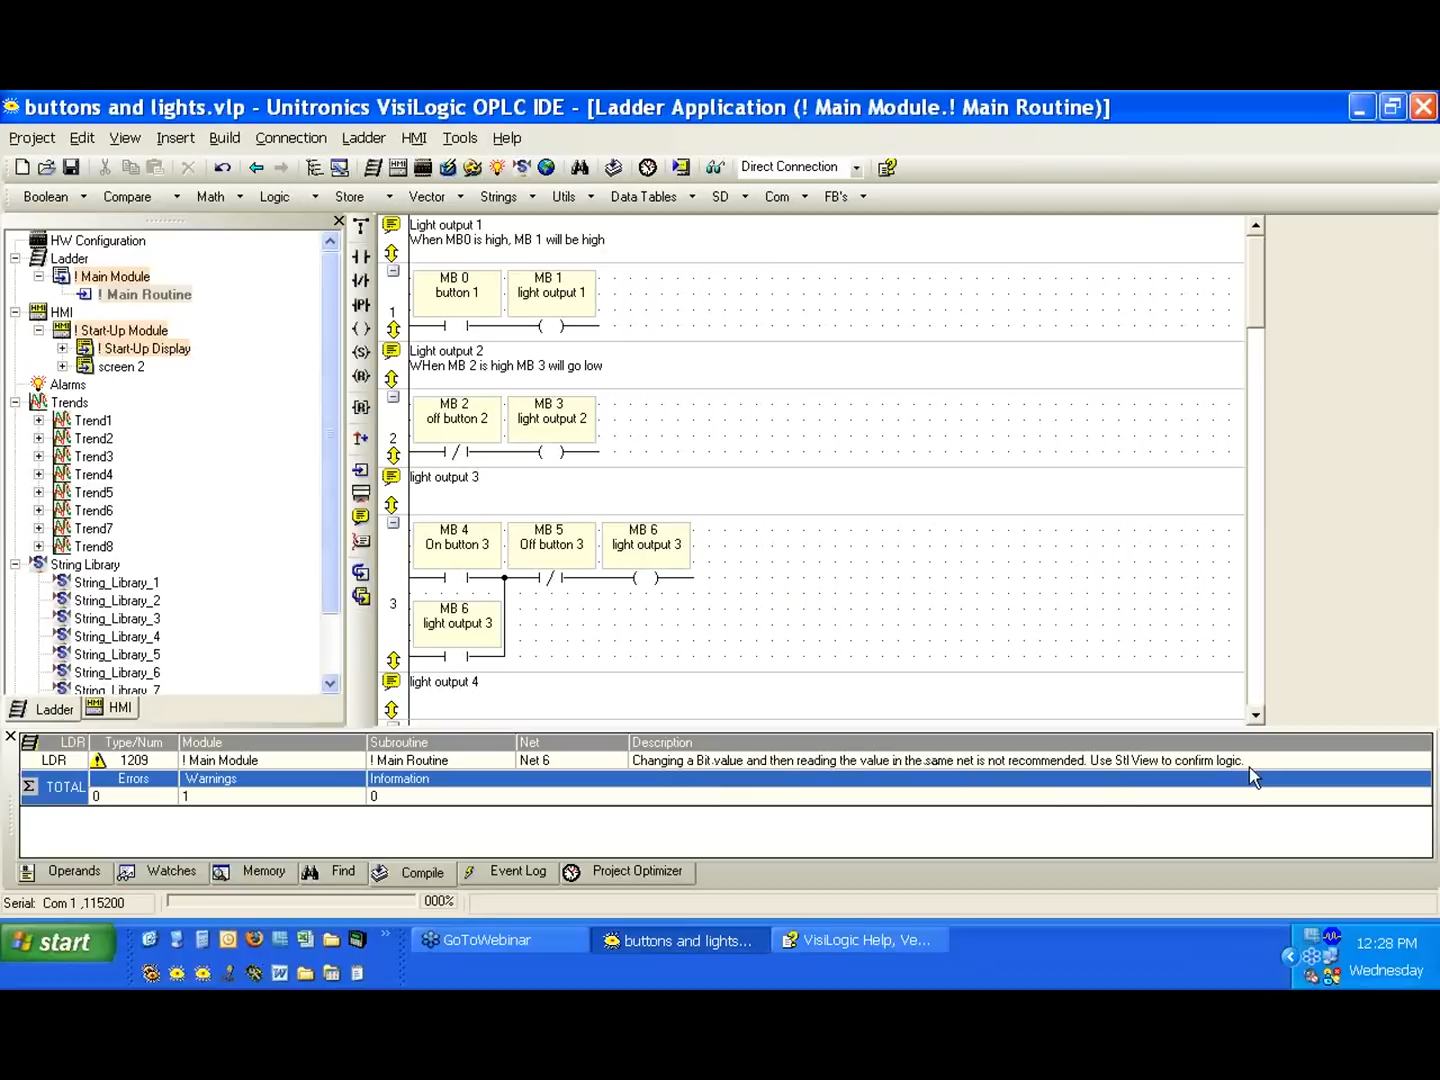 buttons and lights.vlp - Unitronics VisiLogic OPLC IDE - [Ladder Application (! Main Module.! Main Routine)]
Project Edit View Insert Build Connection Ladder HMI Tools Help
Direct Connection
Boolean Compare Math Logic Store Vector Strings Utils Data Tables SD Com FB's
HW Configuration
Ladder
! Main Module
! Main Routine
HMI
! Start-Up Module
! Start-Up Display
screen 2
Alarms
Trends
Trend1
Trend2
Trend3
Trend4
Trend5
Trend6
Trend7
Trend8
String Library
String_Library_1
String_Library_2
String_Library_3
String_Library_4
String_Library_5
String_Library_6
String_Library_7
Ladder HMI
Light output 1
When MB0 is high, MB 1 will be high
MB 0 MB 1
button 1 light output 1
1
Light output 2
WHen MB 2 is high MB 3 will go low
MB 2 MB 3
off button 2 light output 2
2
light output 3
MB 4 MB 5 MB 6
On button 3 Off button 3 light output 3
3
MB 6
light output 3
light output 4
LDR Type/Num Module Subroutine Net Description
LDR 1209 ! Main Module ! Main Routine Net 6 Changing a Bit value and then reading the value in the same net is not recommended. Use Stl View to confirm logic.
TOTAL Errors Warnings Information
0 1 0
Operands Watches Memory Find Compile Event Log Project Optimizer
Serial: Com 1 ,115200 000%
start GoToWebinar buttons and lights... VisiLogic Help, Ve... 12:28 PM
Wednesday